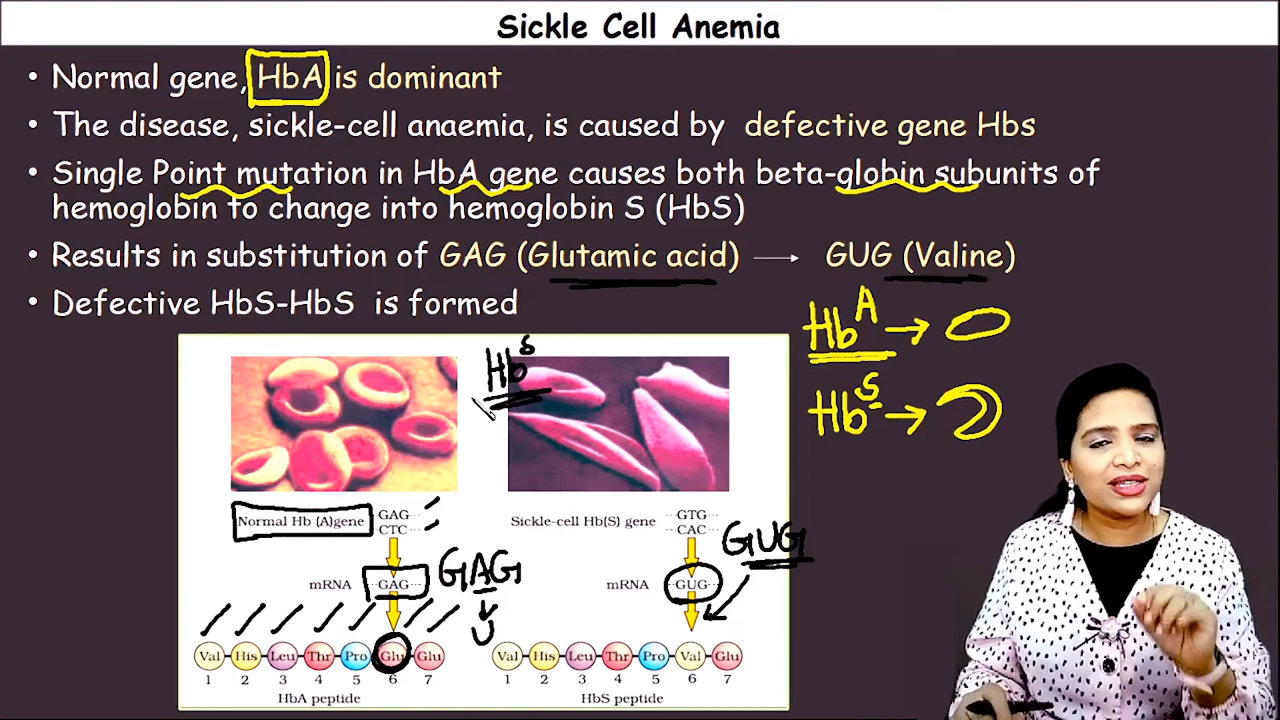 Sickle Cell Anemia
• Normal gene, HbA is dominant
• The disease, sickle-cell anaemia, is caused by defective gene Hbs
• Single Point mutation in HbA gene causes both beta-globin subunits of
hemoglobin to change into hemoglobin S (HbS)
• Results in substitution of GAG (Glutamic acid) → GUG (Valine)
• Defective HbS-HbS is formed
Hb^A →
Hb^S →
Hb^S
Normal Hb (A)gene
GAG
CTC
Sickle-cell Hb(S) gene
GTG
CAC
GUG
mRNA GAG
GAG
U
mRNA GUG
Val His Leu Thr Pro Glu Glu
1 2 3 4 5 6 7
HbA peptide
Val His Leu Thr Pro Val Glu
1 2 3 4 5 6 7
HbS peptide